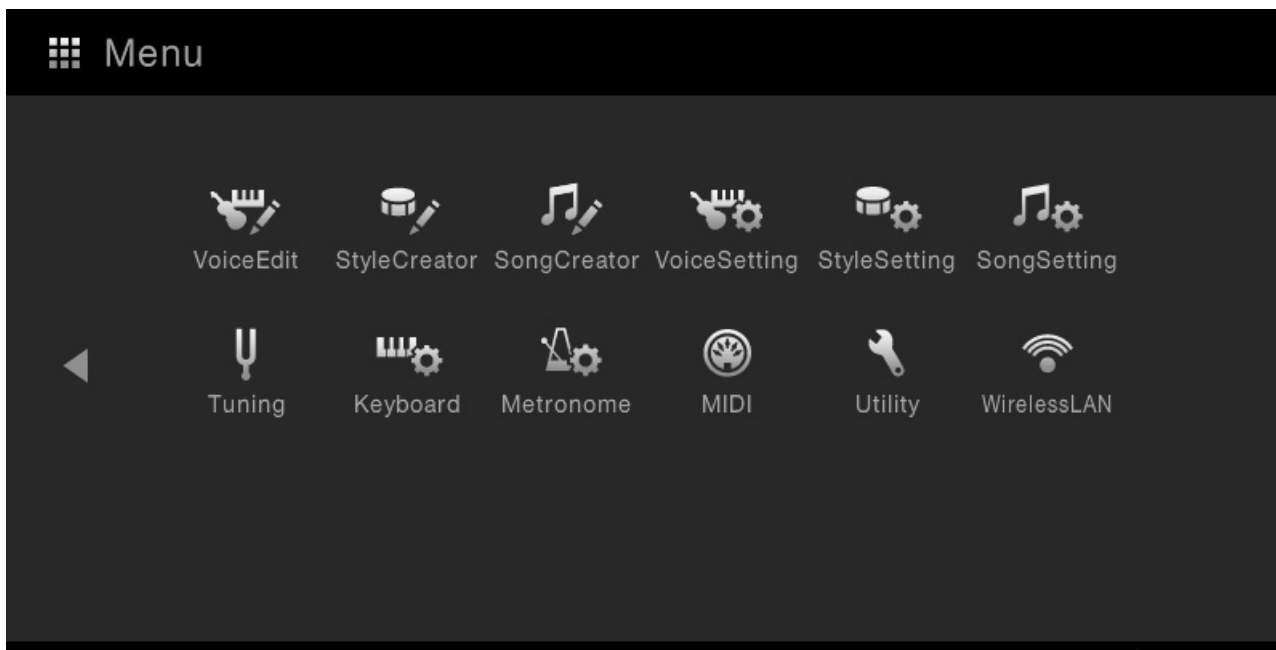 Menu
VoiceEdit StyleCreator SongCreator VoiceSetting StyleSetting SongSetting
Tuning Keyboard Metronome MIDI Utility WirelessLAN